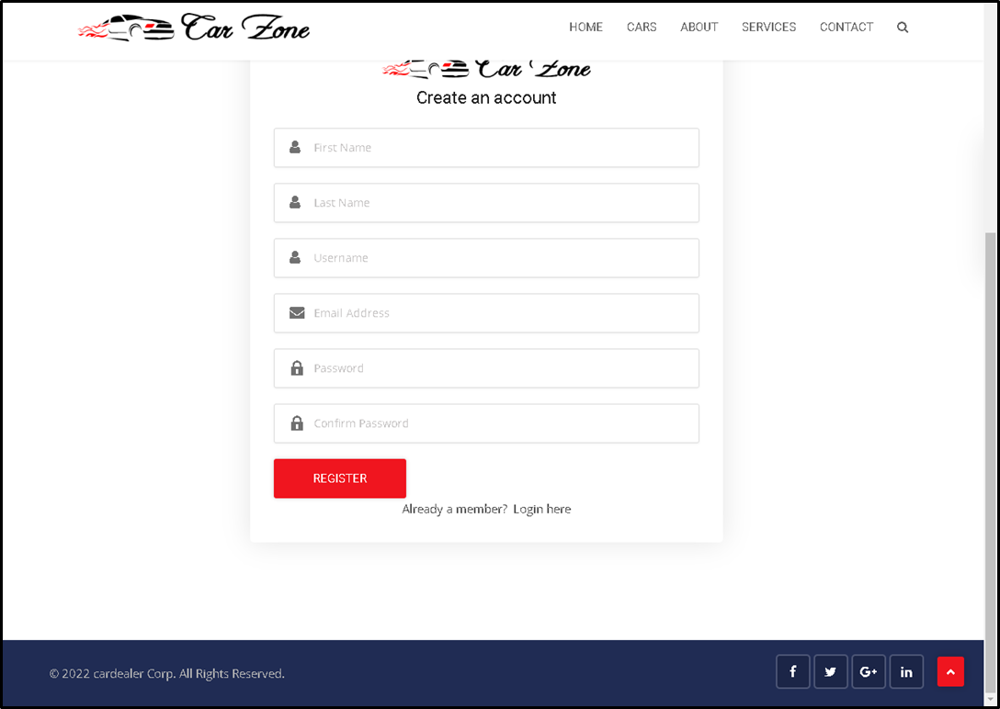 Car Zone
HOME CARS ABOUT SERVICES CONTACT
Car Zone
Create an account
First Name
Last Name
Username
Email Address
Password
Confirm Password
REGISTER
Already a member? Login here
© 2022 cardealer Corp. All Rights Reserved.
f G+ in